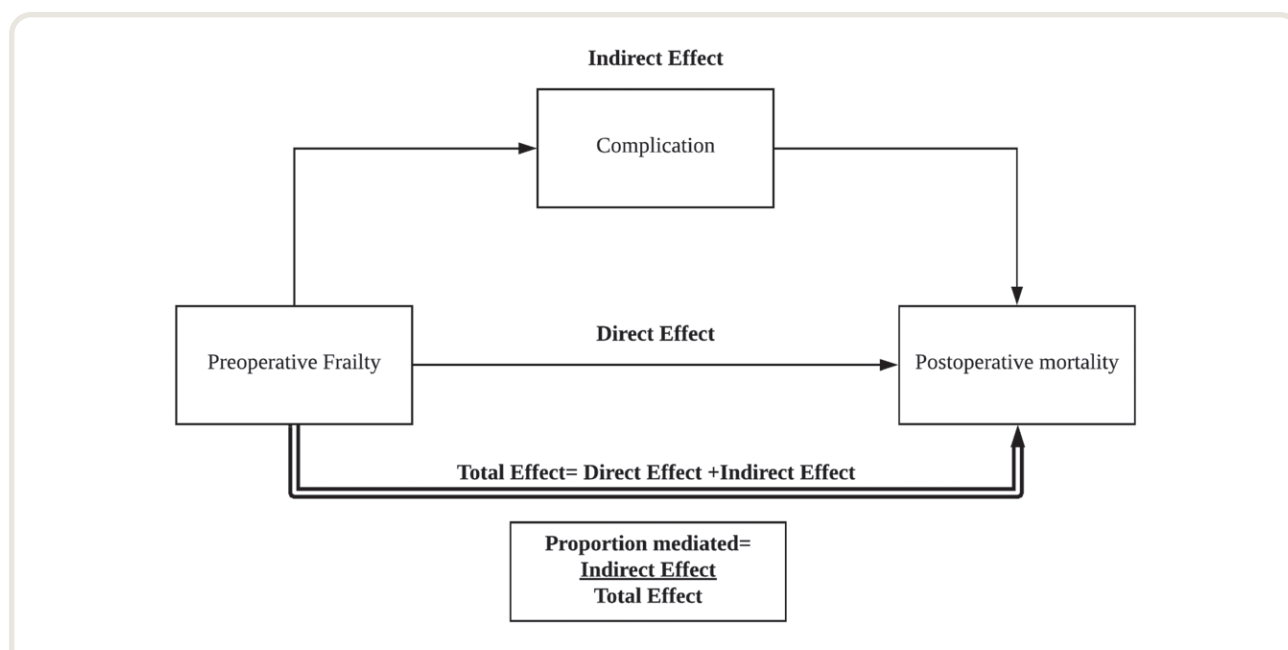 Indirect Effect
Complication
Direct Effect
Preoperative Frailty
Postoperative mortality
Total Effect= Direct Effect +Indirect Effect
Proportion mediated=
Indirect Effect
Total Effect